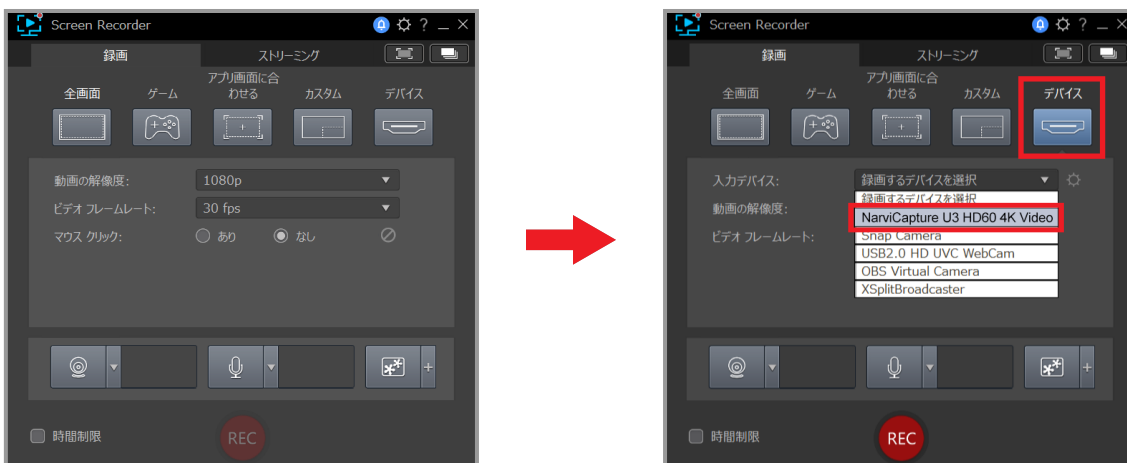 Screen Recorder
?
録画
ストリーミング
全画面
ゲーム
アプリ画面に合
わせる
カスタム
デバイス
動画の解像度:
1080p
ビデオ フレームレート:
30 fps
マウス クリック:
あり
なし
時間制限
REC
Screen Recorder
?
録画
ストリーミング
全画面
ゲーム
アプリ画面に合
わせる
カスタム
デバイス
入力デバイス:
録画するデバイスを選択
録画するデバイスを選択
動画の解像度:
NarviCapture U3 HD60 4K Video
ビデオ フレームレート:
Snap Camera
USB2.0 HD UVC WebCam
OBS Virtual Camera
XSplitBroadcaster
時間制限
REC